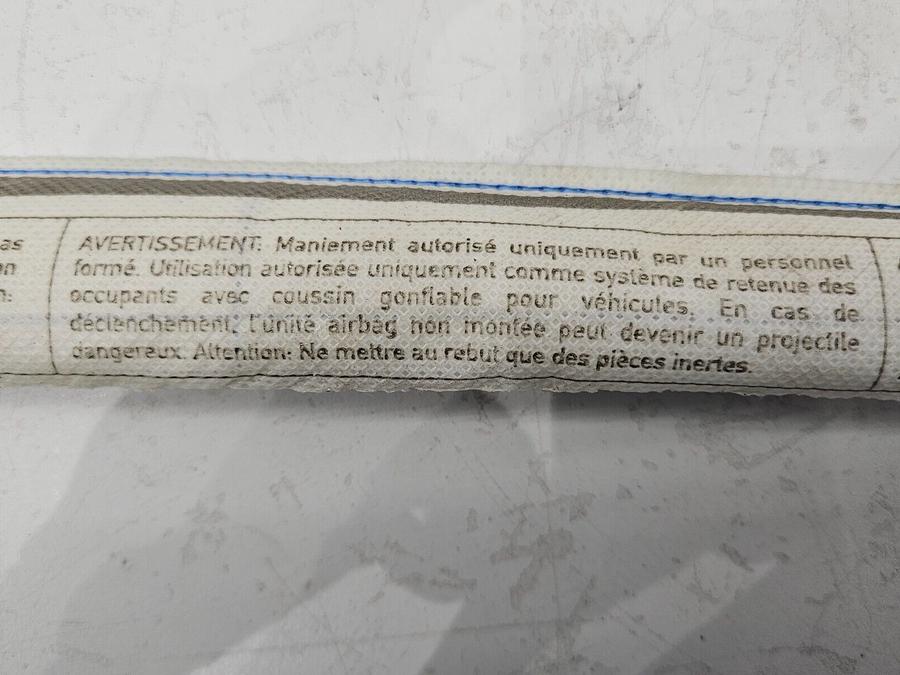 AVERTISSEMENT: Maniement autorisé uniquement par un personnel
formé. Utilisation autorisée uniquement comme système de retenue des
occupants avec coussin gonflable pour véhicules. En cas de
déclenchement, l'unité airbag non montée peut devenir un projectile
dangereux. Attention: Ne mettre au rebut que des pièces inertes.